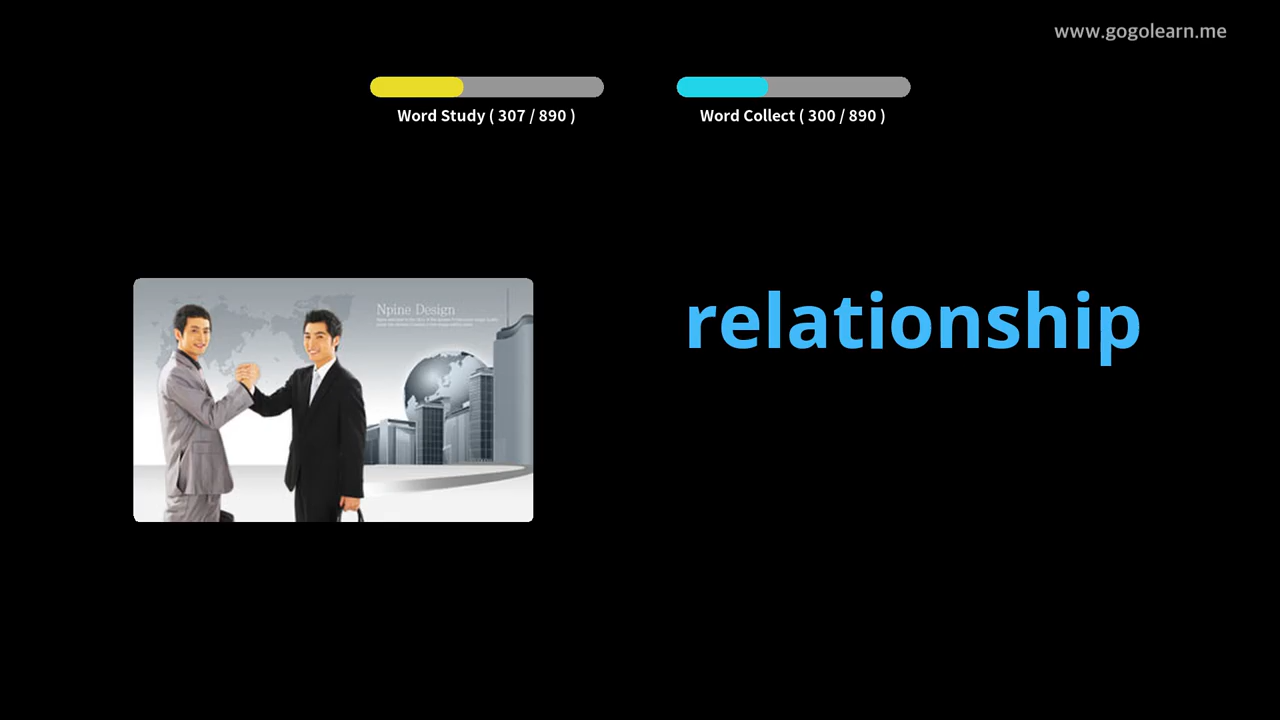 www.gogolearn.me
Word Study ( 307 / 890 )
Word Collect ( 300 / 890 )
Npine Design
relationship